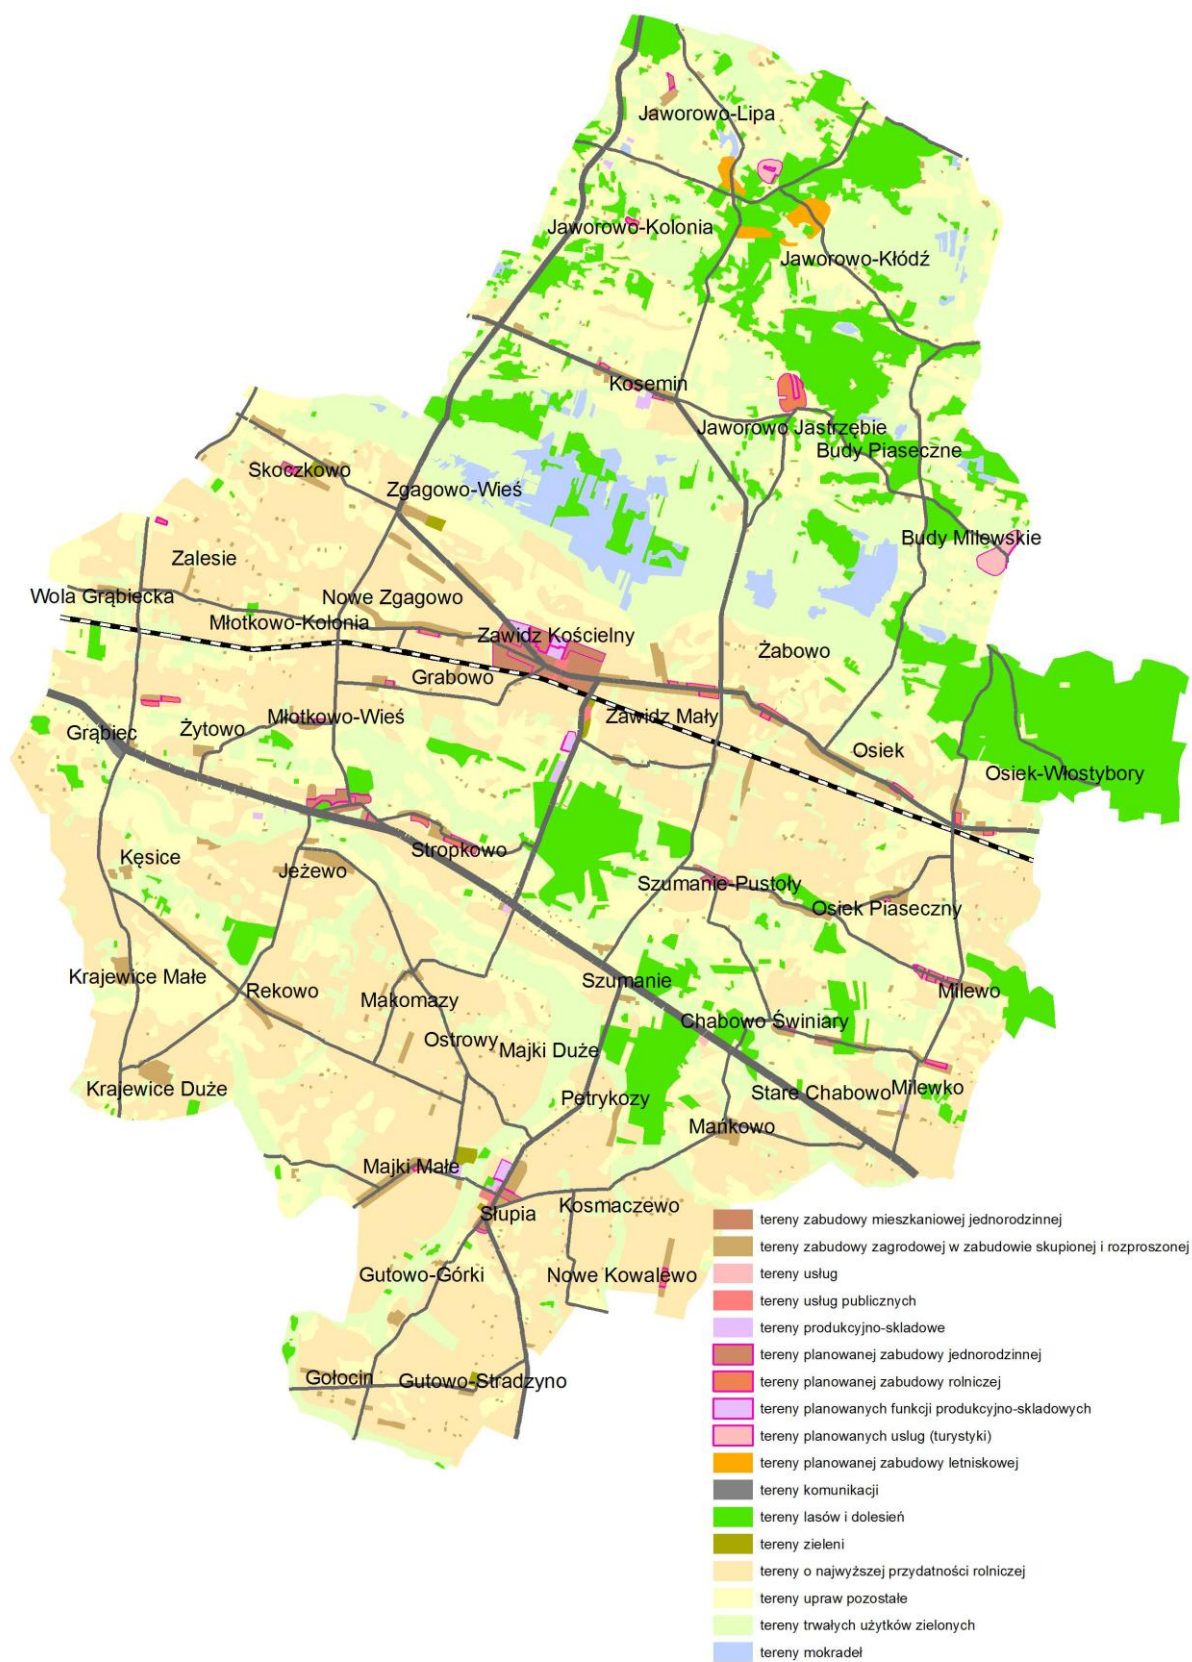 Jaworowo-Lipa
Jaworowo-Kolonia
Jaworowo-Kłódź
Kosemin
Jaworowo Jastrzębie
Budy Piaseczne
Skoczkowo
Zgagowo-Wieś
Budy Milewskie
Zalesie
Wola Grąbiecka
Nowe Zgagowo
Młotkowo-Kolonia
Zawidz Kościelny
Żabowo
Grabowo
Młotkowo-Wieś
Zawidz Mały
Żytowo
Grąbiec
Osiek
Osiek-Włostybory
Stropkowo
Kęsice
Jeżewo
Szumanie-Pustoły
Osiek Piaseczny
Krajewice Małe
Rekowo
Makomazy
Szumanie
Milewo
Chabowo Świniary
Ostrowy
Majki Duże
Krajewice Duże
Petrykozy
Stare Chabowo
Milewko
Mańkowo
Majki Małe
Słupia
Kosmaczewo
Gutowo-Górki
Nowe Kowalewo
Gołocin
Gutowo-Stradzyno
tereny zabudowy mieszkaniowej jednorodzinnej
tereny zabudowy zagrodowej w zabudowie skupionej i rozproszonej
tereny usług
tereny usług publicznych
tereny produkcyjno-skladowe
tereny planowanej zabudowy jednorodzinnej
tereny planowanej zabudowy rolniczej
tereny planowanych funkcji produkcyjno-skladowych
tereny planowanych uslug (turystyki)
tereny planowanej zabudowy letniskowej
tereny komunikacji
tereny lasów i dolesień
tereny zieleni
tereny o najwyższej przydatności rolniczej
tereny upraw pozostałe
tereny trwałych użytków zielonych
tereny mokradeł